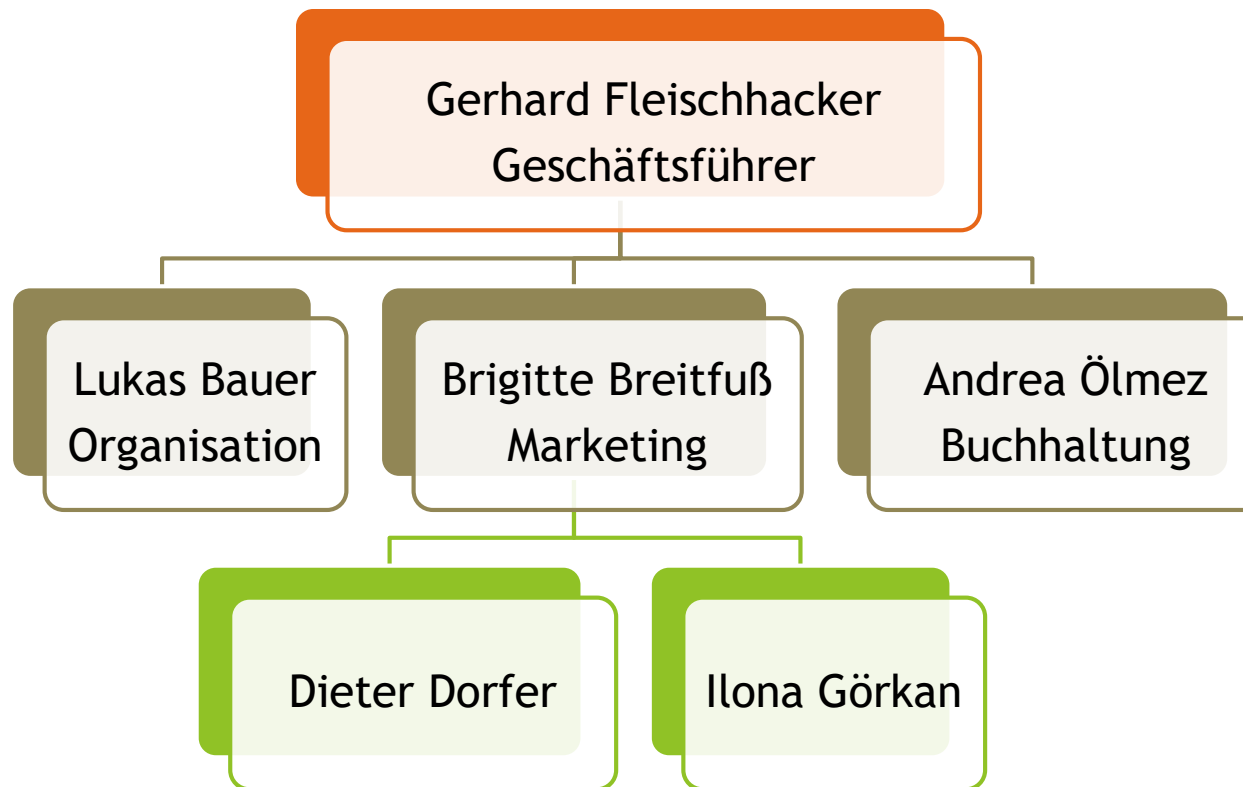 Gerhard Fleischhacker
Geschäftsführer
Lukas Bauer
Organisation
Brigitte Breitfuß
Marketing
Andrea Ölmez
Buchhaltung
Dieter Dorfer
Ilona Görkan